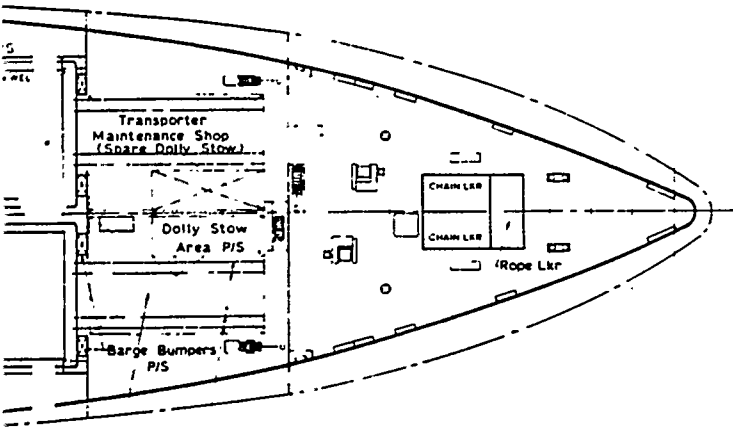 Transporter
Maintenance Shop
(Spare Dolly Stow)
CHAIN LKR
Dolly Stow
Area P/S
CHAIN LKR
Rope Lkr
Barge Bumpers
P/S